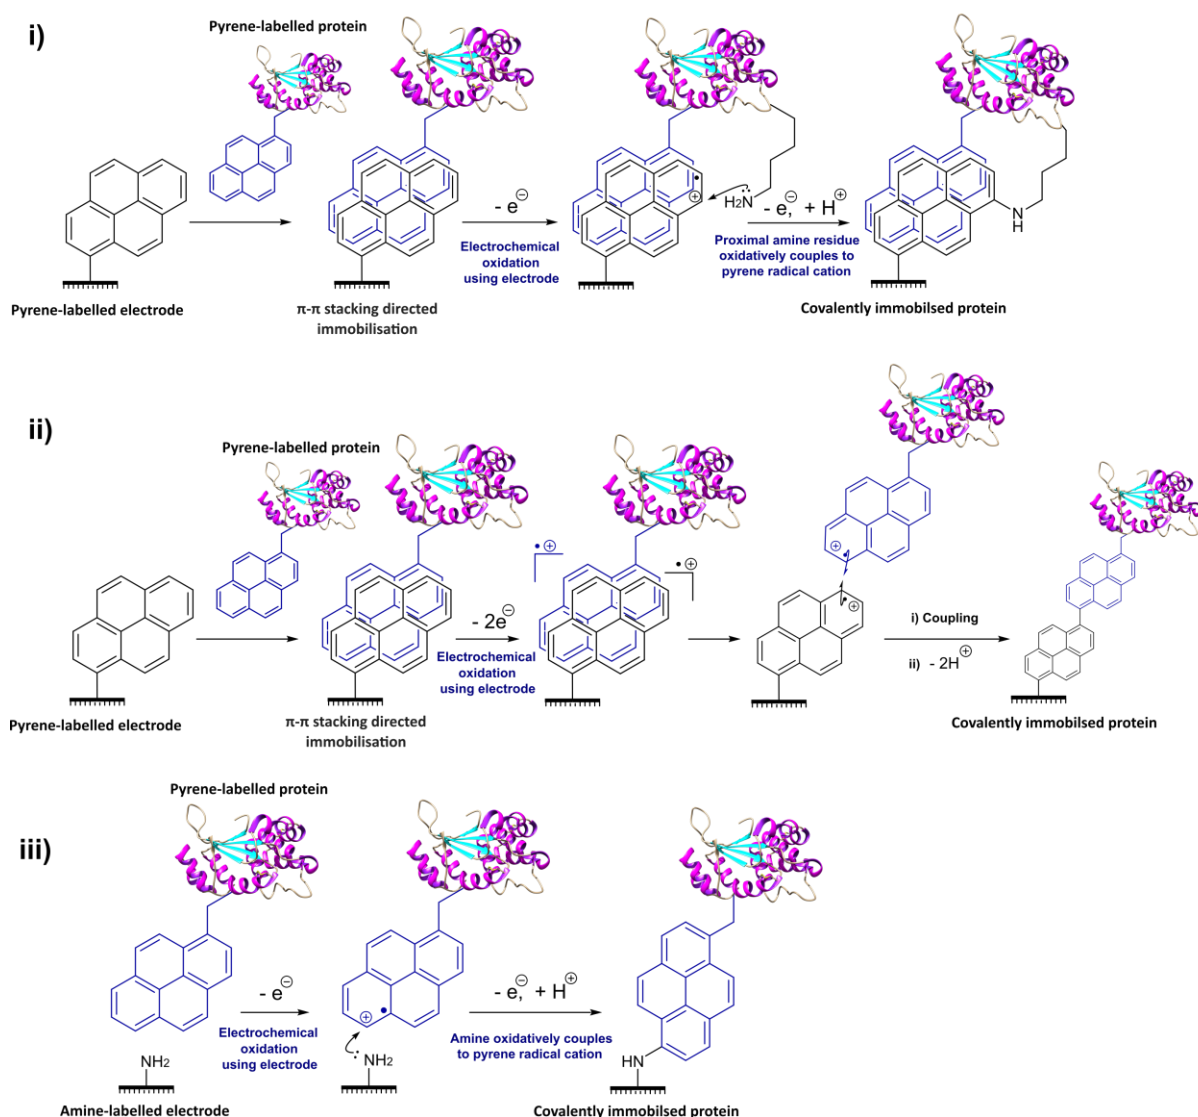 i)
Pyrene-labelled protein
- e⊖
Electrochemical
oxidation
using electrode
H2N
- e⊖, + H⊕
Proximal amine residue
oxidatively couples to
pyrene radical cation
N
H
Pyrene-labelled electrode
π-π stacking directed
immobilisation
Covalently immobilsed protein
ii)
Pyrene-labelled protein
•⊕
•⊕
- 2e⊖
Electrochemical
oxidation
using electrode
⊕
⊕
i) Coupling
ii) - 2H⊕
Pyrene-labelled electrode
π-π stacking directed
immobilisation
Covalently immobilsed protein
iii)
Pyrene-labelled protein
- e⊖
Electrochemical
oxidation
using electrode
⊕
- e⊖, + H⊕
Amine oxidatively couples
to pyrene radical cation
NH2
:NH2
HN
Amine-labelled electrode
Covalently immobilsed protein